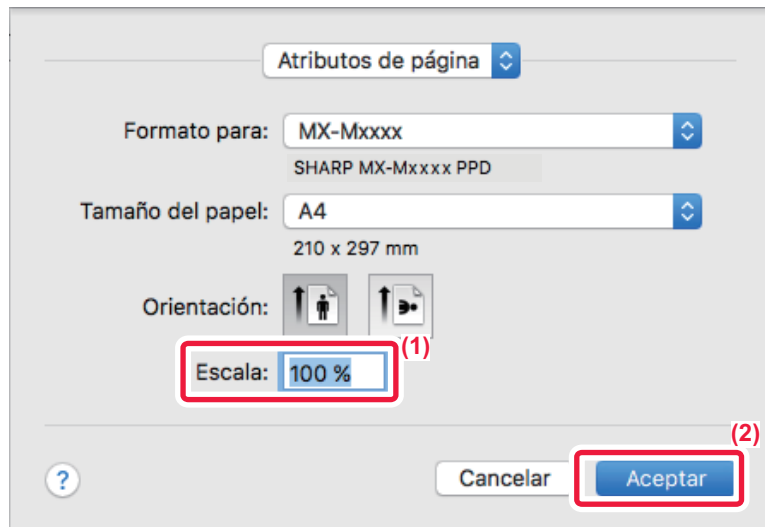 Atributos de página
Formato para: MX-Mxxxx
SHARP MX-Mxxxx PPD
Tamaño del papel: A4
210 x 297 mm
Orientación:
(1)
Escala: 100 %
(2)
? Cancelar Aceptar